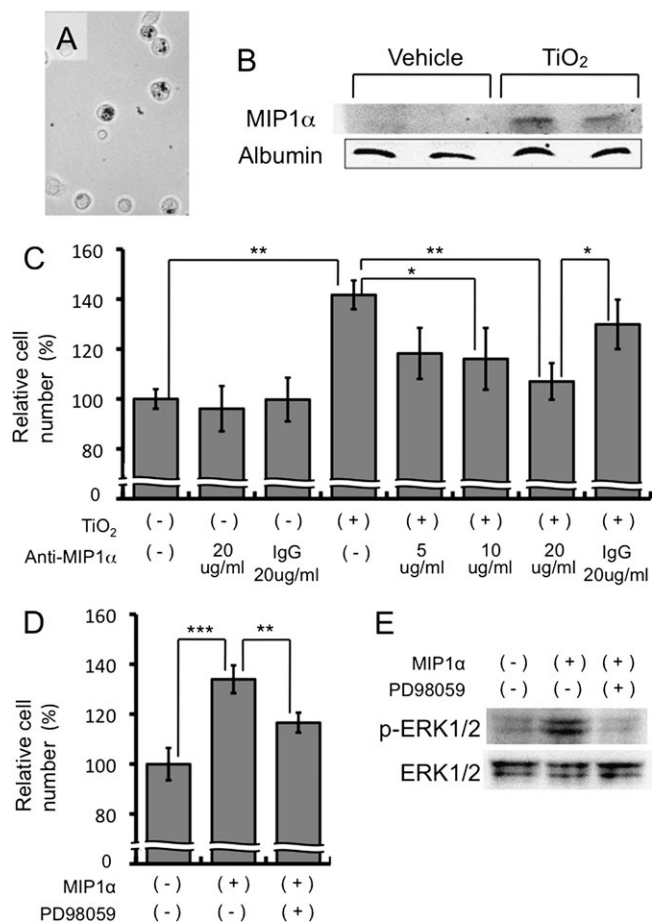 A
B
Vehicle TiO₂
MIP1α
Albumin
C
Relative cell number (%)
160
140
120
100
80
0
** ** * *
TiO₂ (-) (-) (-) (+) (+) (+) (+) (+)
Anti-MIP1α (-) 20 ug/ml IgG 20ug/ml (-) 5 ug/ml 10 ug/ml 20 ug/ml IgG 20ug/ml
D
Relative cell number (%)
160
140
120
100
80
0
*** **
MIP1α (-) (+) (+)
PD98059 (-) (-) (+)
E
MIP1α (-) (+) (+)
PD98059 (-) (-) (+)
p-ERK1/2
ERK1/2